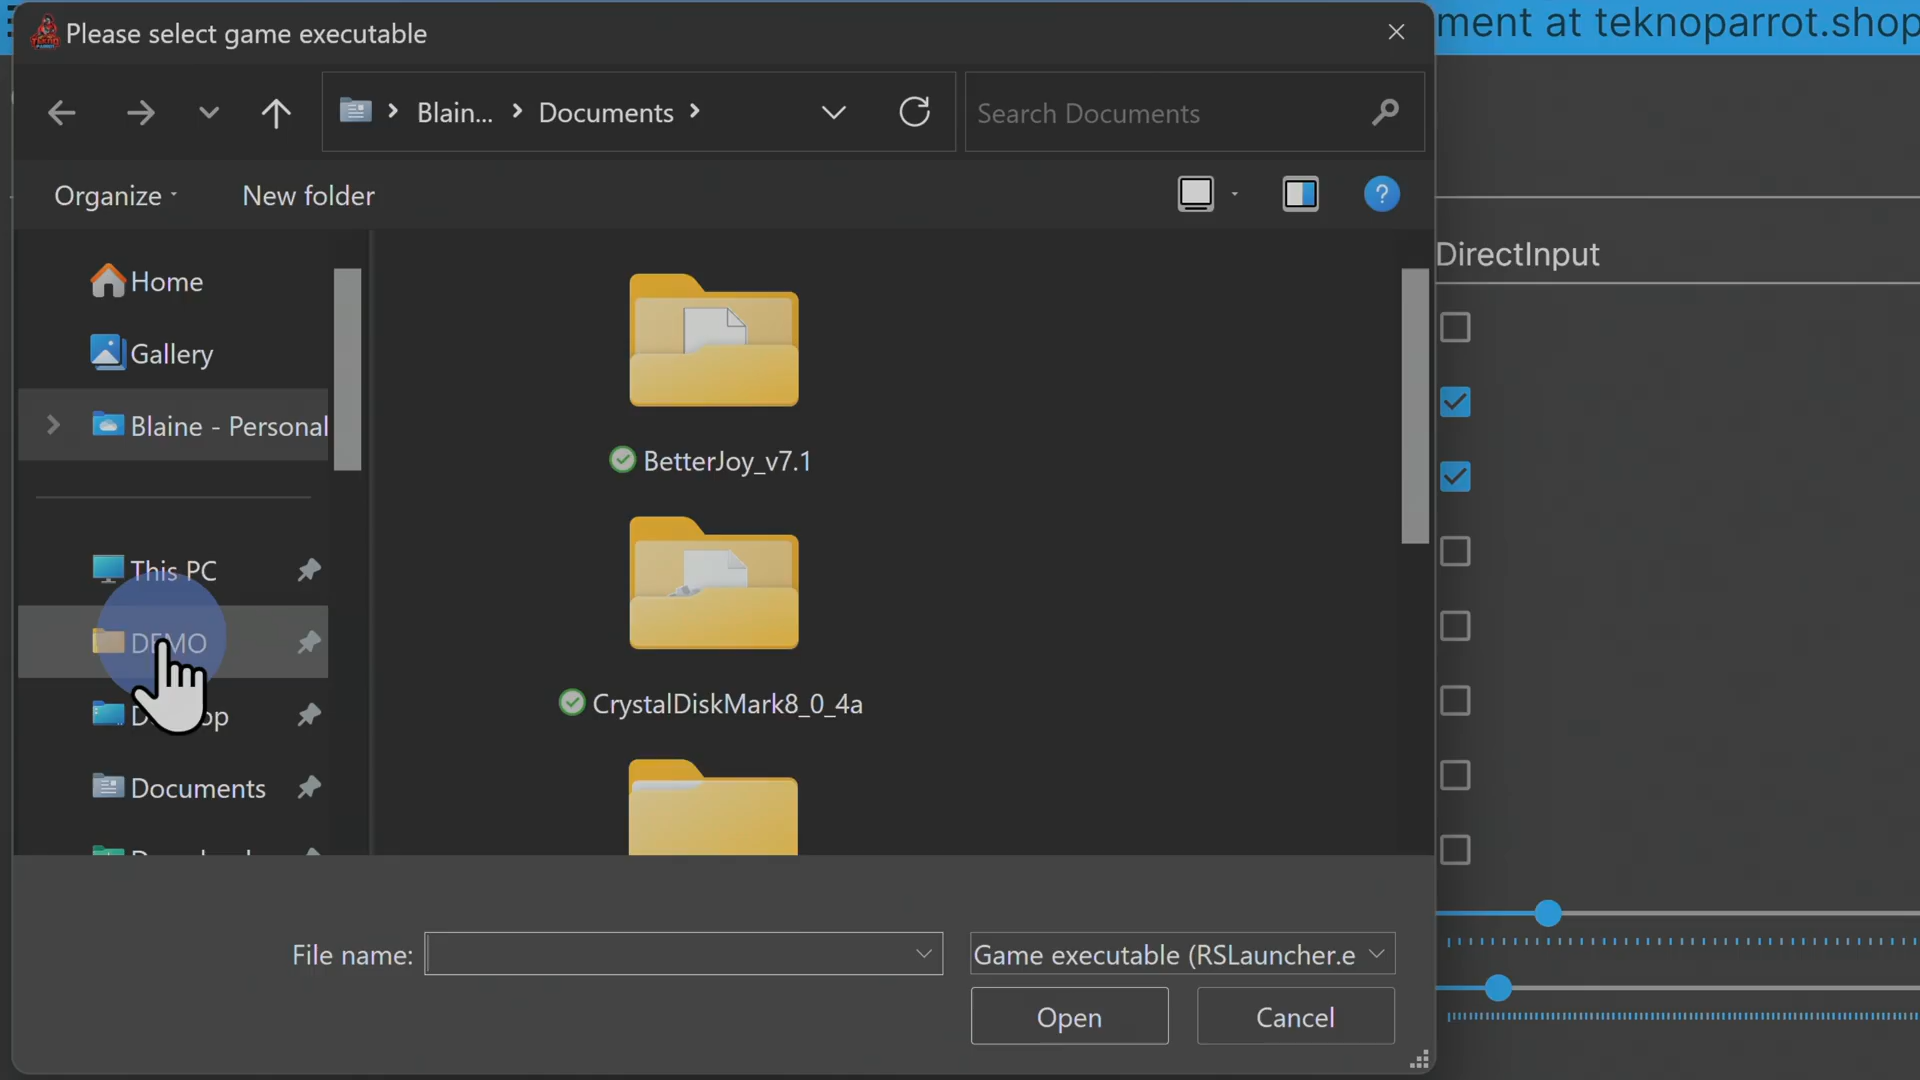 Please select game executable
ment at teknoparrot.shop
Blain... Documents
Search Documents
Organize
New folder
?
DirectInput
Home
Gallery
Blaine - Personal
This PC
DEMO
Documents
BetterJoy_v7.1
CrystalDiskMark8_0_4a
File name:
Game executable (RSLauncher.e
Open
Cancel